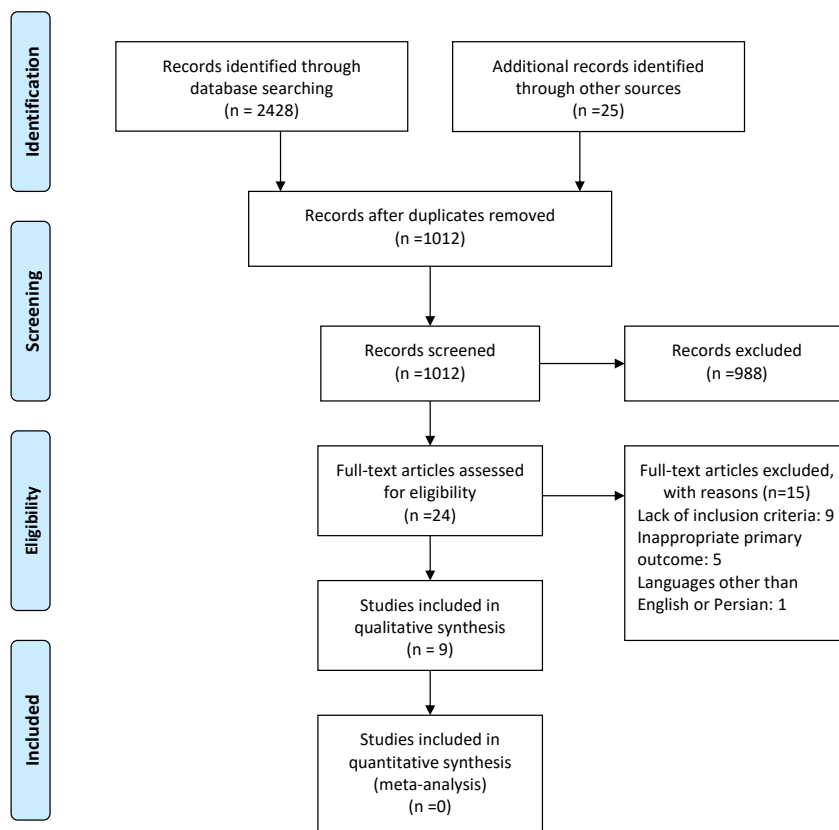 Identification
Records identified through
database searching
(n = 2428)
Additional records identified
through other sources
(n =25)
Records after duplicates removed
(n =1012)
Screening
Records screened
(n =1012)
Records excluded
(n =988)
Eligibility
Full-text articles assessed
for eligibility
(n =24)
Full-text articles excluded,
with reasons (n=15)
Lack of inclusion criteria: 9
Inappropriate primary
outcome: 5
Languages other than
English or Persian: 1
Studies included in
qualitative synthesis
(n = 9)
Included
Studies included in
quantitative synthesis
(meta-analysis)
(n =0)